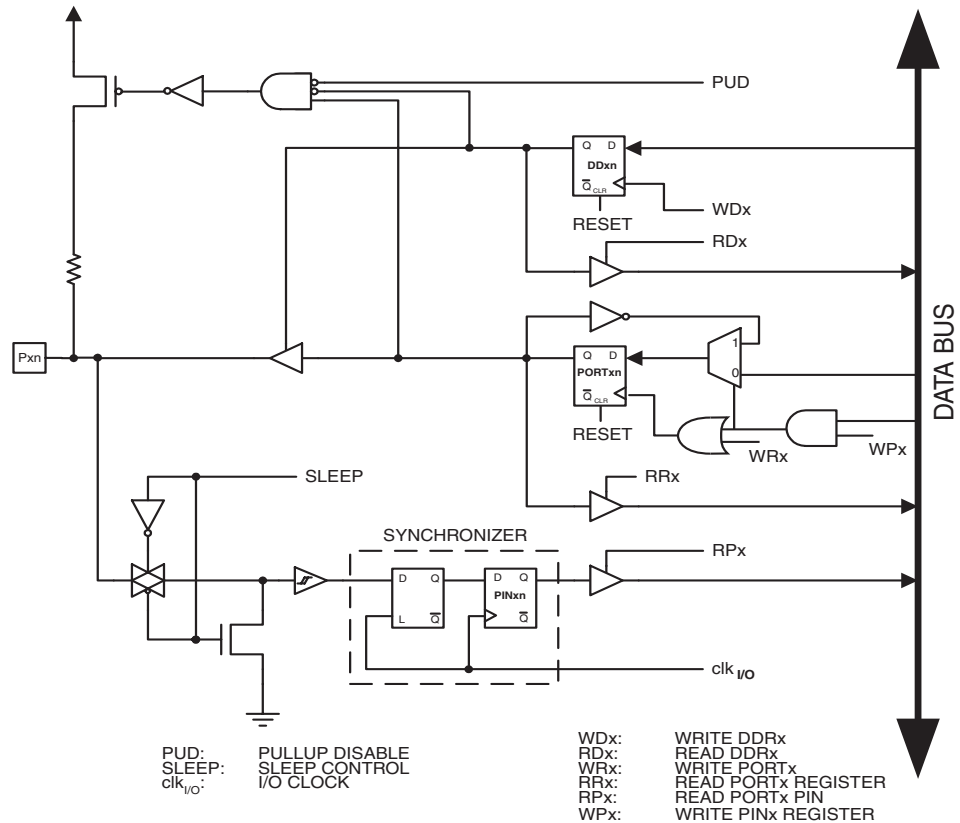 PUD
Q D
DDxn
Q CLR
WDx
RESET
RDx
Pxn
1
Q D
PORTxn
0
Q CLR
RESET
WRx
WPx
DATA BUS
SLEEP
RRx
SYNCHRONIZER
RPx
D Q
D Q
PINxn
L Q
Q
clk I/O
PUD: PULLUP DISABLE
SLEEP: SLEEP CONTROL
clkI/O: I/O CLOCK
WDx: WRITE DDRx
RDx: READ DDRx
WRx: WRITE PORTx
RRx: READ PORTx REGISTER
RPx: READ PORTx PIN
WPx: WRITE PINx REGISTER